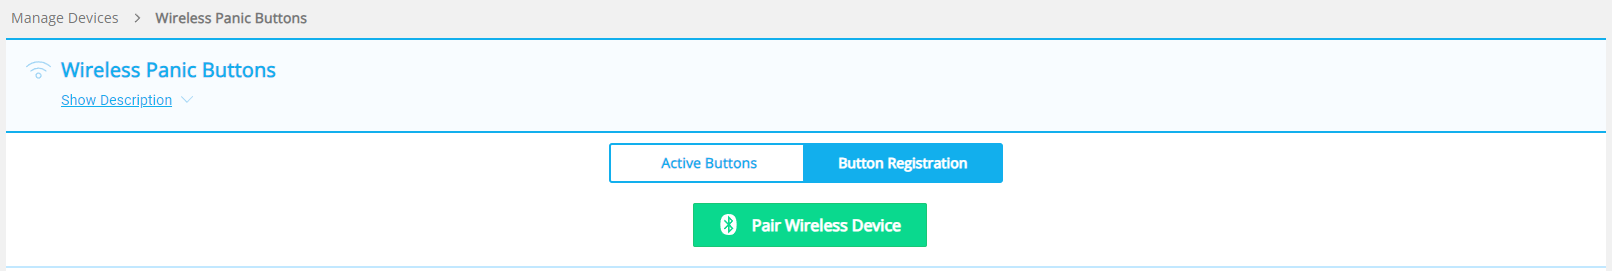 Manage Devices > Wireless Panic Buttons
Wireless Panic Buttons
Show Description
Active Buttons Button Registration
Pair Wireless Device